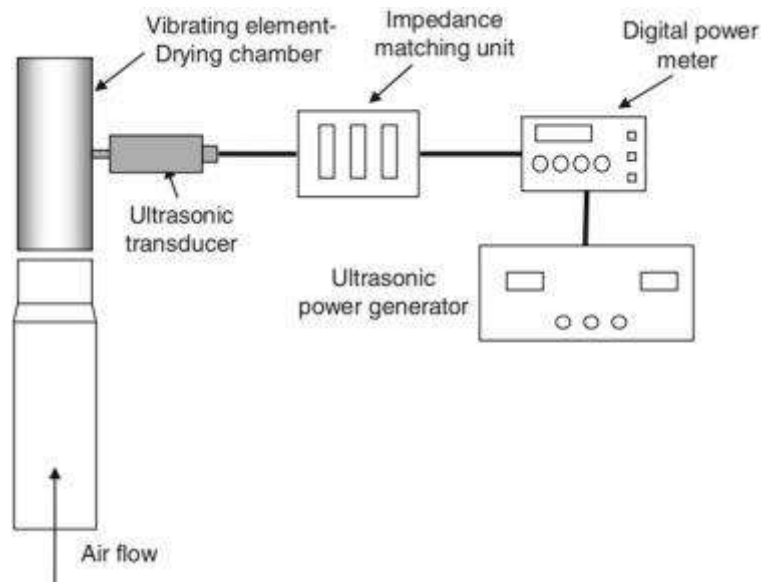 Vibrating element-
Drying chamber
Impedance
matching unit
Digital power
meter
Ultrasonic
transducer
Ultrasonic
power generator
Air flow